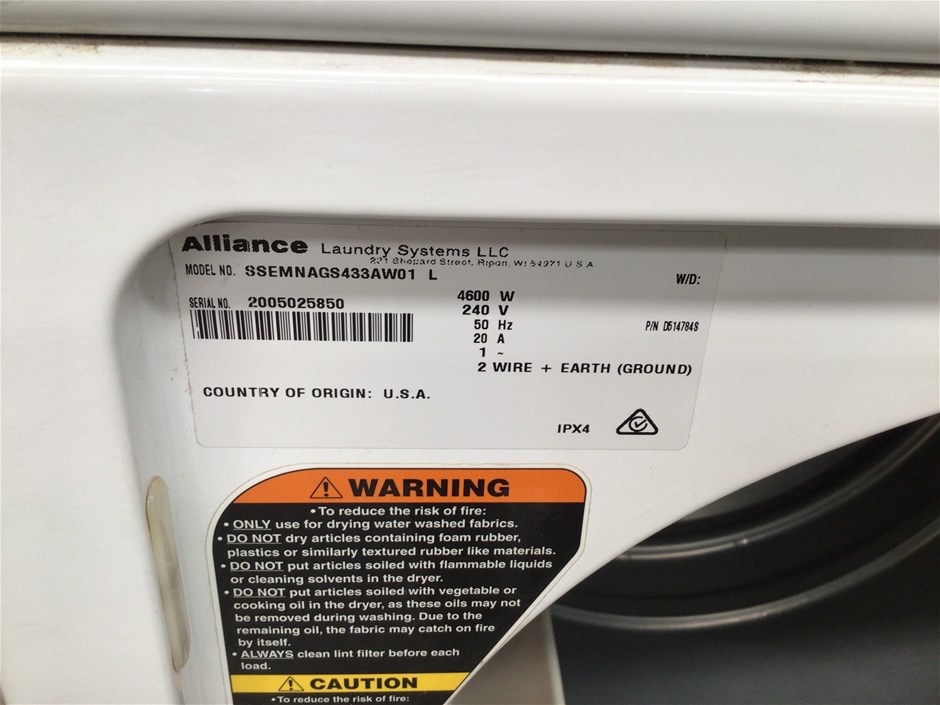 Alliance Laundry Systems LLC
221 Shepard Street, Ripon, WI 54971 U S A
MODEL NO. SSEMNAGS433AW01 L
W/D:
SERIAL NO. 2005025850
4600 W
240 V
50 Hz
P/N D514784S
20 A
1 ~
2 WIRE + EARTH (GROUND)
COUNTRY OF ORIGIN: U.S.A.
IPX4
WARNING
• To reduce the risk of fire:
• ONLY use for drying water washed fabrics.
• DO NOT dry articles containing foam rubber,
plastics or similarly textured rubber like materials.
• DO NOT put articles soiled with flammable liquids
or cleaning solvents in the dryer.
• DO NOT put articles soiled with vegetable or
cooking oil in the dryer, as these oils may not
be removed during washing. Due to the
remaining oil, the fabric may catch on fire
by itself.
• ALWAYS clean lint filter before each
load.
CAUTION
• To reduce the risk of fire: